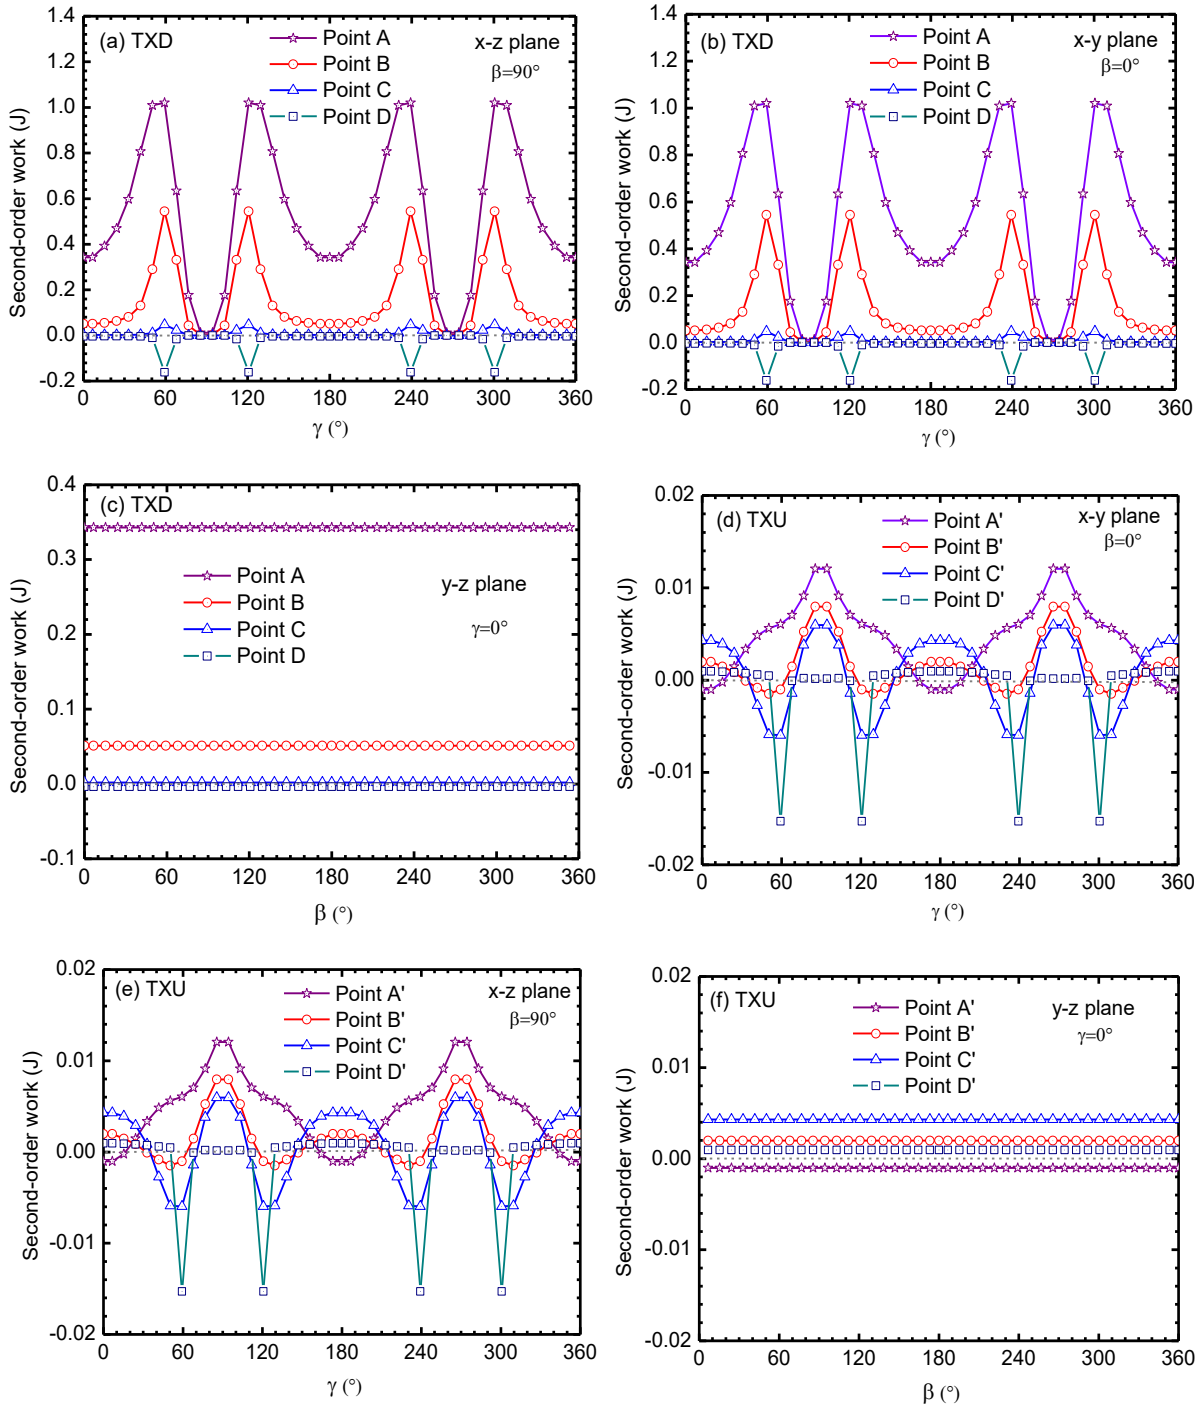 (a) TXD
Point A
Point B
Point C
Point D
x-z plane
β=90°
Second-order work (J)
1.4
1.2
1.0
0.8
0.6
0.4
0.2
0.0
-0.2
0
60
120
180
240
300
360
γ (°)
(b) TXD
Point A
Point B
Point C
Point D
x-y plane
β=0°
Second-order work (J)
1.4
1.2
1.0
0.8
0.6
0.4
0.2
0.0
-0.2
0
60
120
180
240
300
360
γ (°)
(c) TXD
Point A
Point B
Point C
Point D
y-z plane
γ=0°
Second-order work (J)
0.4
0.3
0.2
0.1
0.0
-0.1
0
60
120
180
240
300
360
β (°)
(d) TXU
Point A'
Point B'
Point C'
Point D'
x-y plane
β=0°
Second-order work (J)
0.02
0.01
0.00
-0.01
-0.02
0
60
120
180
240
300
360
γ (°)
(e) TXU
Point A'
Point B'
Point C'
Point D'
x-z plane
β=90°
Second-order work (J)
0.02
0.01
0.00
-0.01
-0.02
0
60
120
180
240
300
360
γ (°)
(f) TXU
Point A'
Point B'
Point C'
Point D'
y-z plane
γ=0°
Second-order work (J)
0.02
0.01
0.00
-0.01
-0.02
0
60
120
180
240
300
360
β (°)